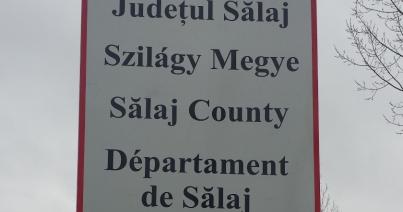 Județul Sălaj
Szilágy Megye
Sălaj County
Département
de Sălaj